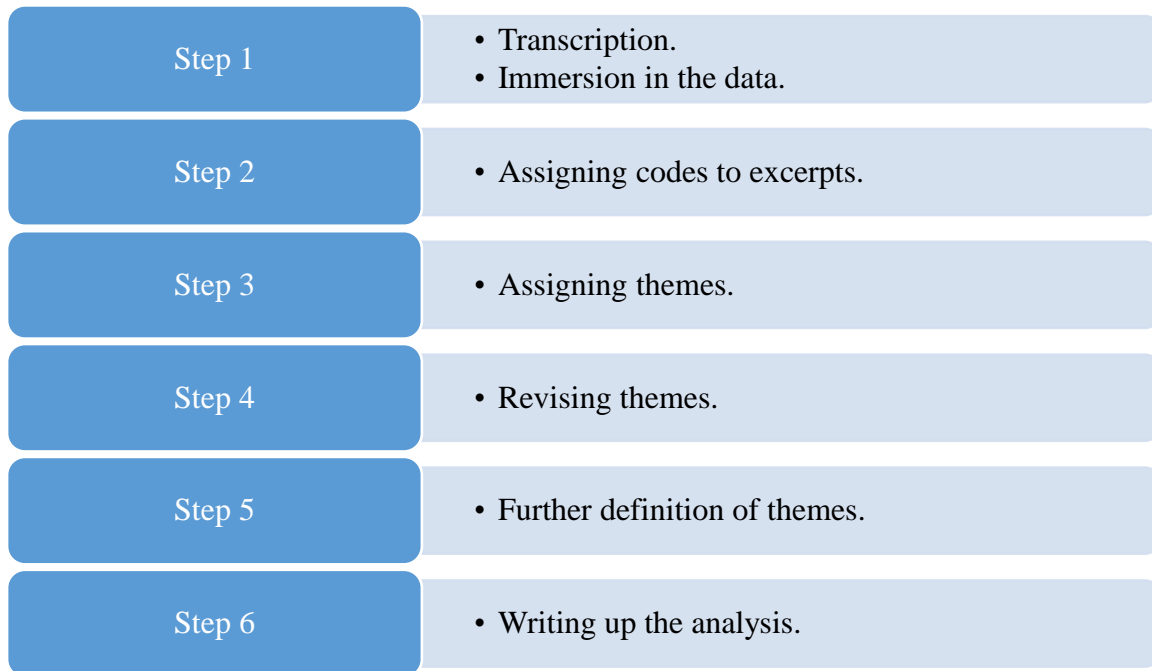 Step 1
• Transcription.
• Immersion in the data.
Step 2
• Assigning codes to excerpts.
Step 3
• Assigning themes.
Step 4
• Revising themes.
Step 5
• Further definition of themes.
Step 6
• Writing up the analysis.